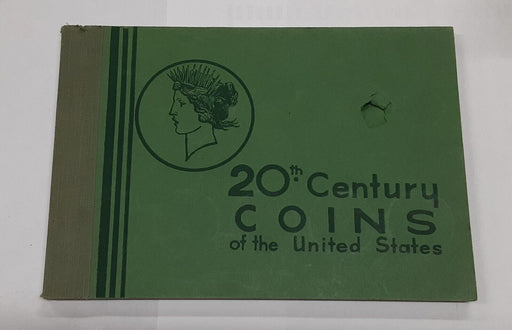 20th Century
COINS
of the United States